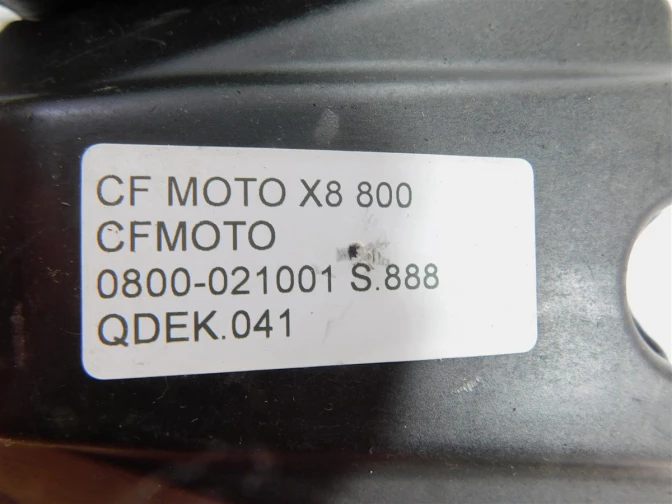 CF MOTO X8 800
CFMOTO
0800-021001 S.888
QDEK.041